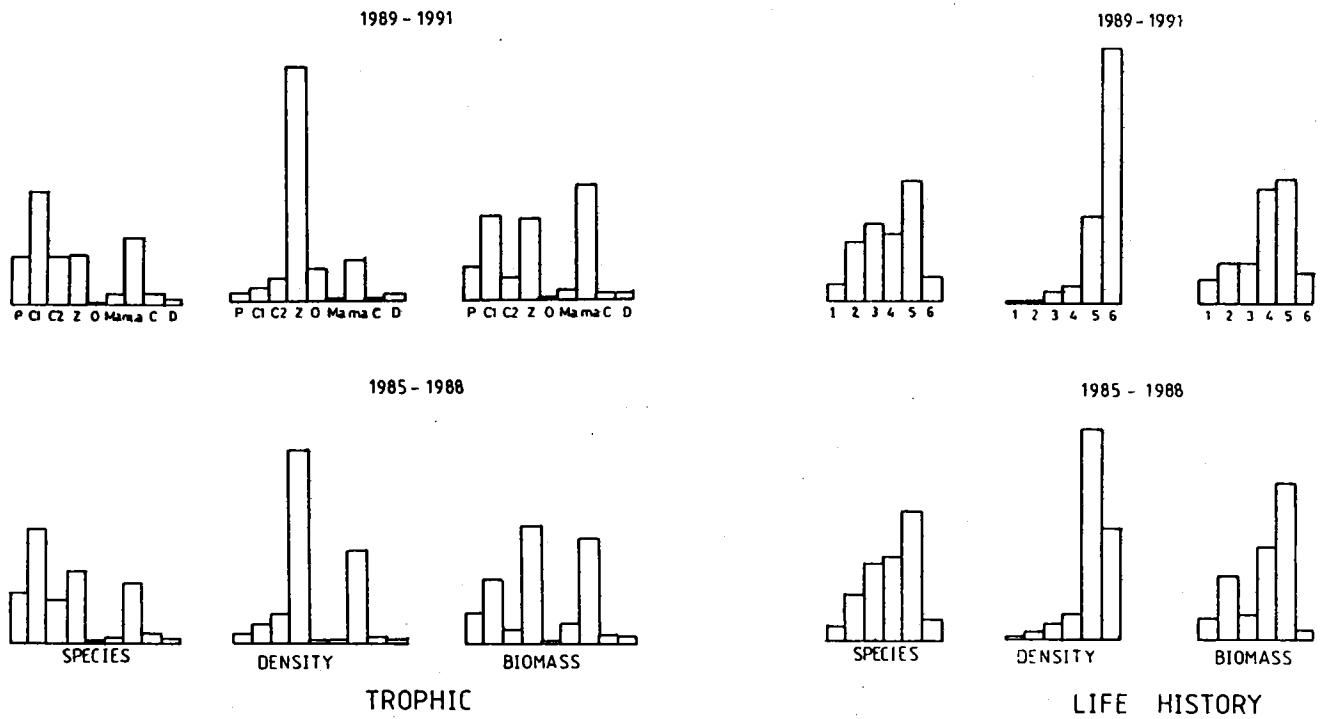 1989 - 1991
1989-1991
P C1 C2 Z O Ma ma C D
P C1 C2 Z O Ma ma C D
P C1 C2 Z O Ma ma C D
1 2 3 4 5 6
1 2 3 4 5 6
1 2 3 4 5 6
1985 - 1988
1985 - 1988
SPECIES
DENSITY
BIOMASS
SPECIES
DENSITY
BIOMASS
TROPHIC
LIFE HISTORY